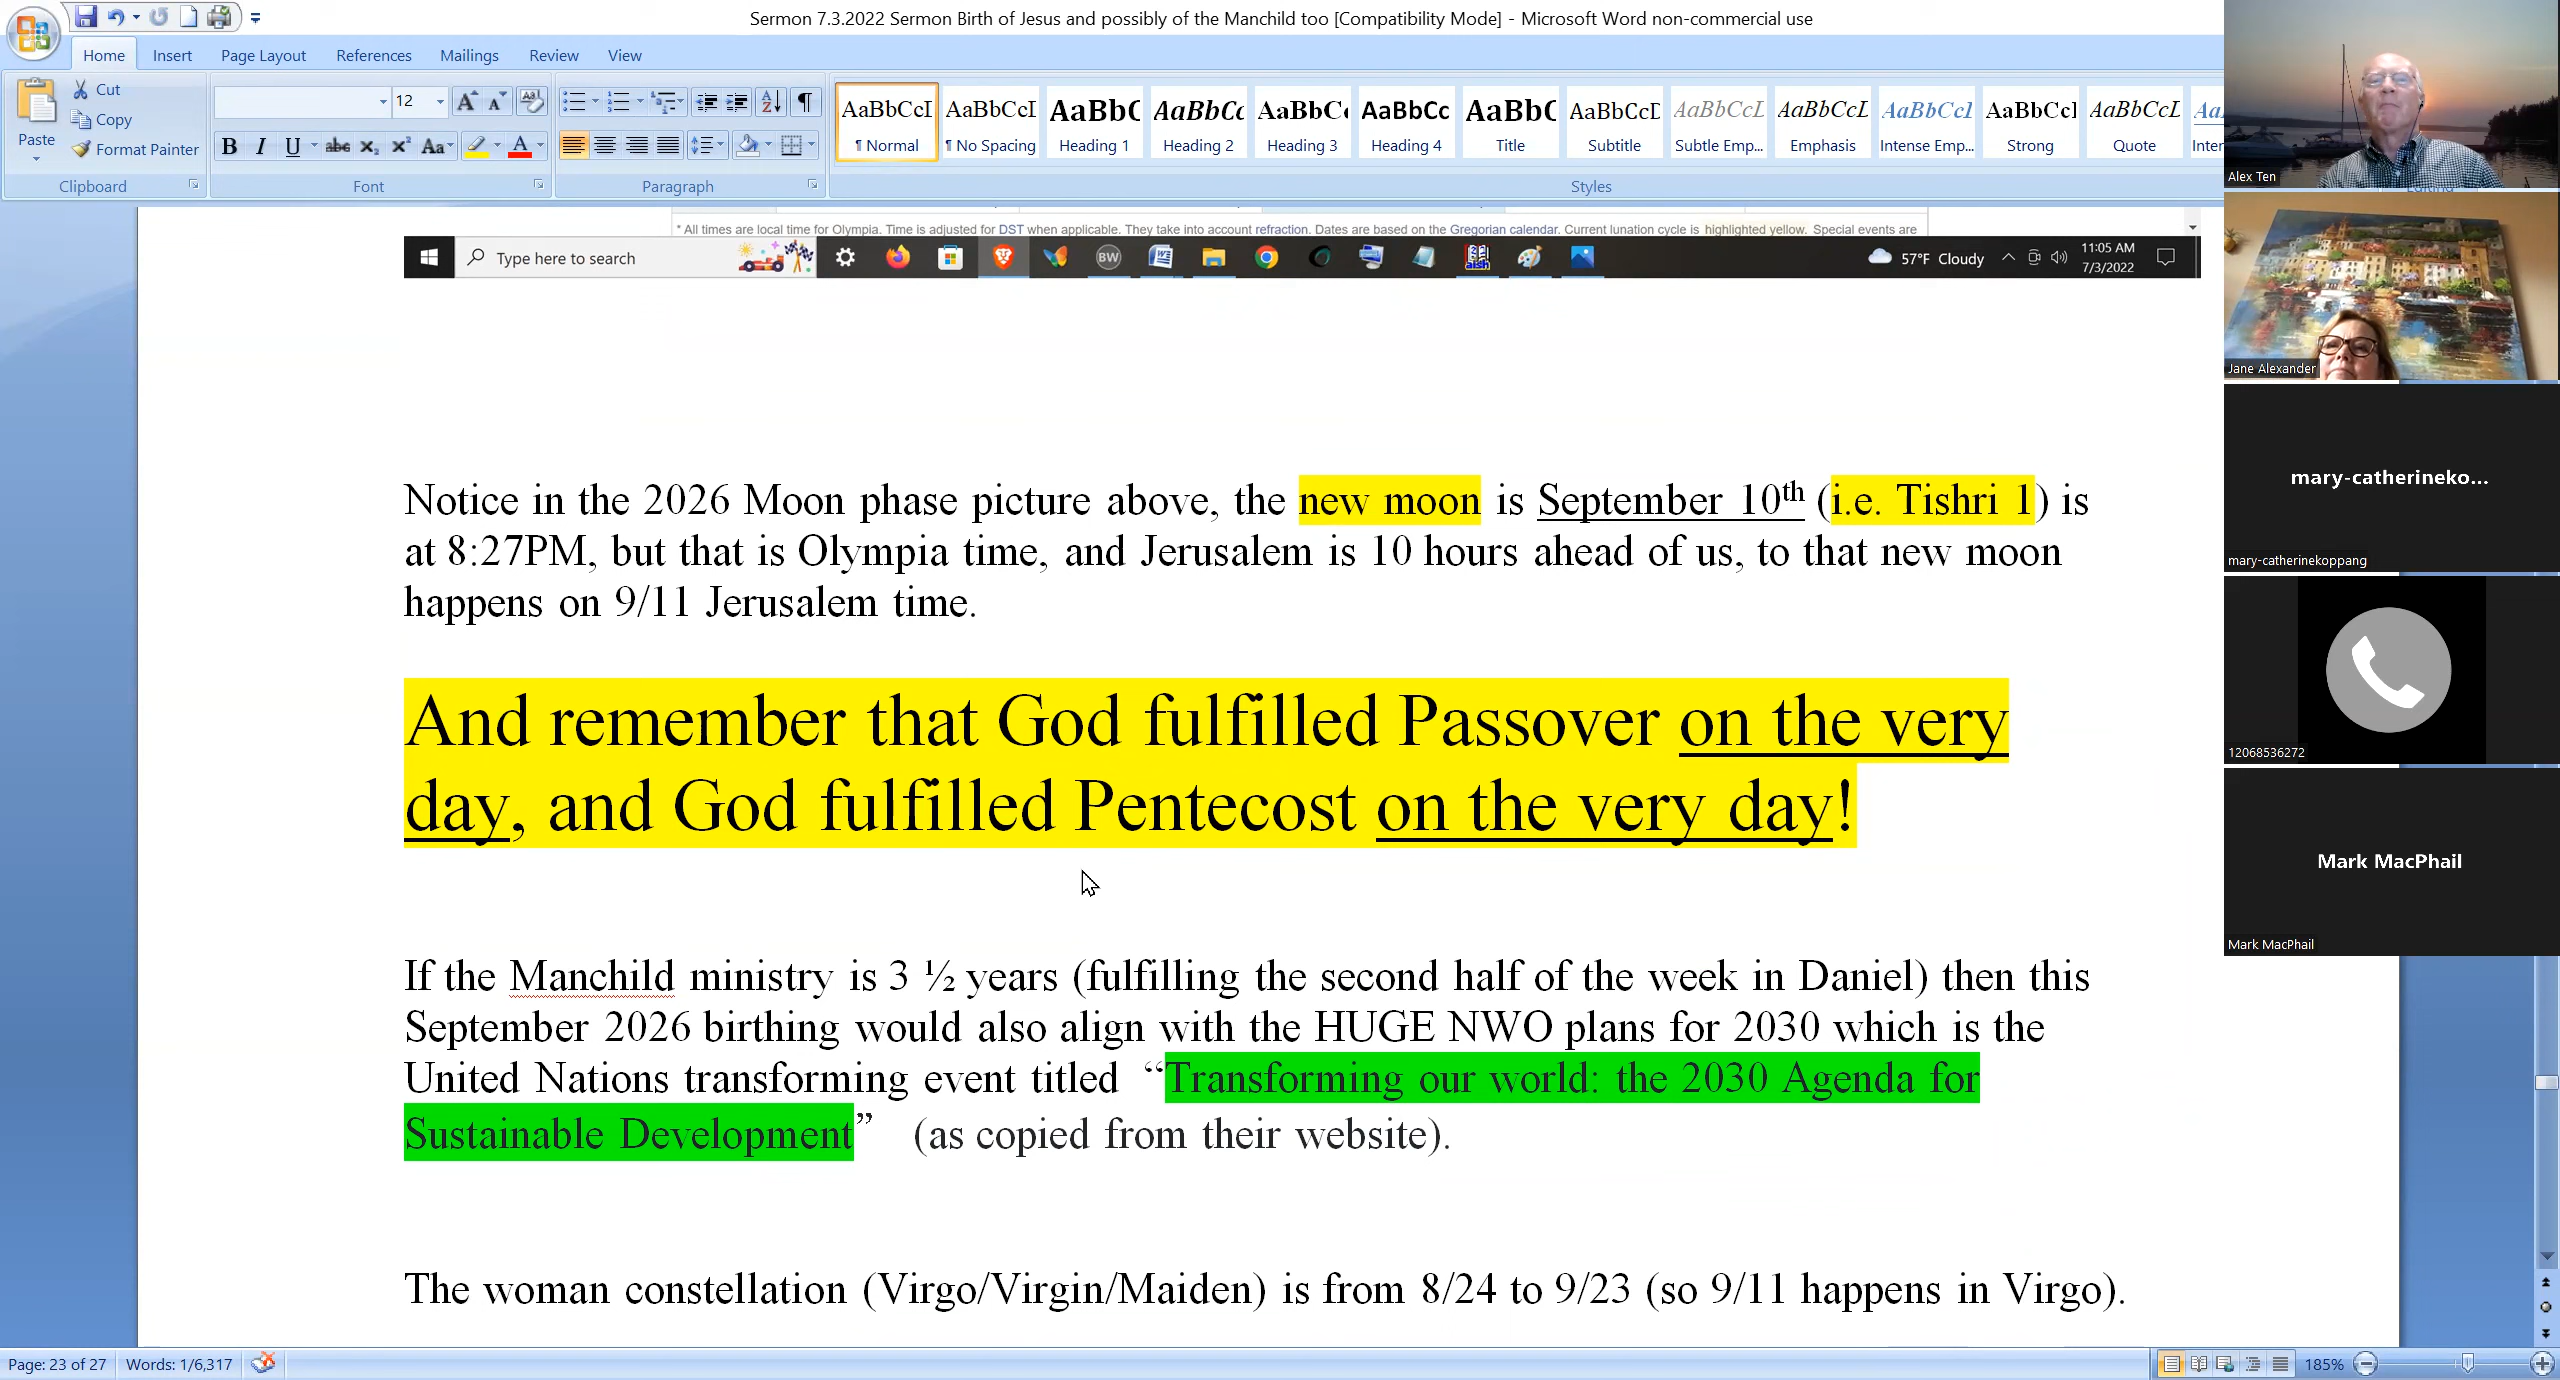 Sermon 7.3.2022 Sermon Birth of Jesus and possibly of the Manchild too [Compatibility Mode] - Microsoft Word non-commercial use
Home Insert Page Layout References Mailings Review View
Paste
Cut
Copy
Format Painter
Clipboard
12
Font
Paragraph
AaBbCcI AaBbCcI AaBbC AaBbCc AaBbCc AaBbCc AaBbC AaBbCcD AaBbCcL AaBbCcL AaBbCcI AaBbCcI AaBbCcL
¶ Normal ¶ No Spacing Heading 1 Heading 2 Heading 3 Heading 4 Title Subtitle Subtle Emp... Emphasis Intense Emp... Strong Quote
Styles
* All times are local time for Olympia. Time is adjusted for DST when applicable. They take into account refraction. Dates are based on the Gregorian calendar. Current lunation cycle is highlighted yellow. Special events are
Type here to search
BW
57°F Cloudy
11:05 AM
7/3/2022
Notice in the 2026 Moon phase picture above, the new moon is September 10th (i.e. Tishri 1) is
at 8:27PM, but that is Olympia time, and Jerusalem is 10 hours ahead of us, to that new moon
happens on 9/11 Jerusalem time.
And remember that God fulfilled Passover on the very
day, and God fulfilled Pentecost on the very day!
If the Manchild ministry is 3 ½ years (fulfilling the second half of the week in Daniel) then this
September 2026 birthing would also align with the HUGE NWO plans for 2030 which is the
United Nations transforming event titled “Transforming our world: the 2030 Agenda for
Sustainable Development” (as copied from their website).
The woman constellation (Virgo/Virgin/Maiden) is from 8/24 to 9/23 (so 9/11 happens in Virgo).
Page: 23 of 27 Words: 1/6,317
185%
Alex Ten
Jane Alexander
mary-catherineko...
mary-catherinekoppang
12068536272
Mark MacPhail
Mark MacPhail